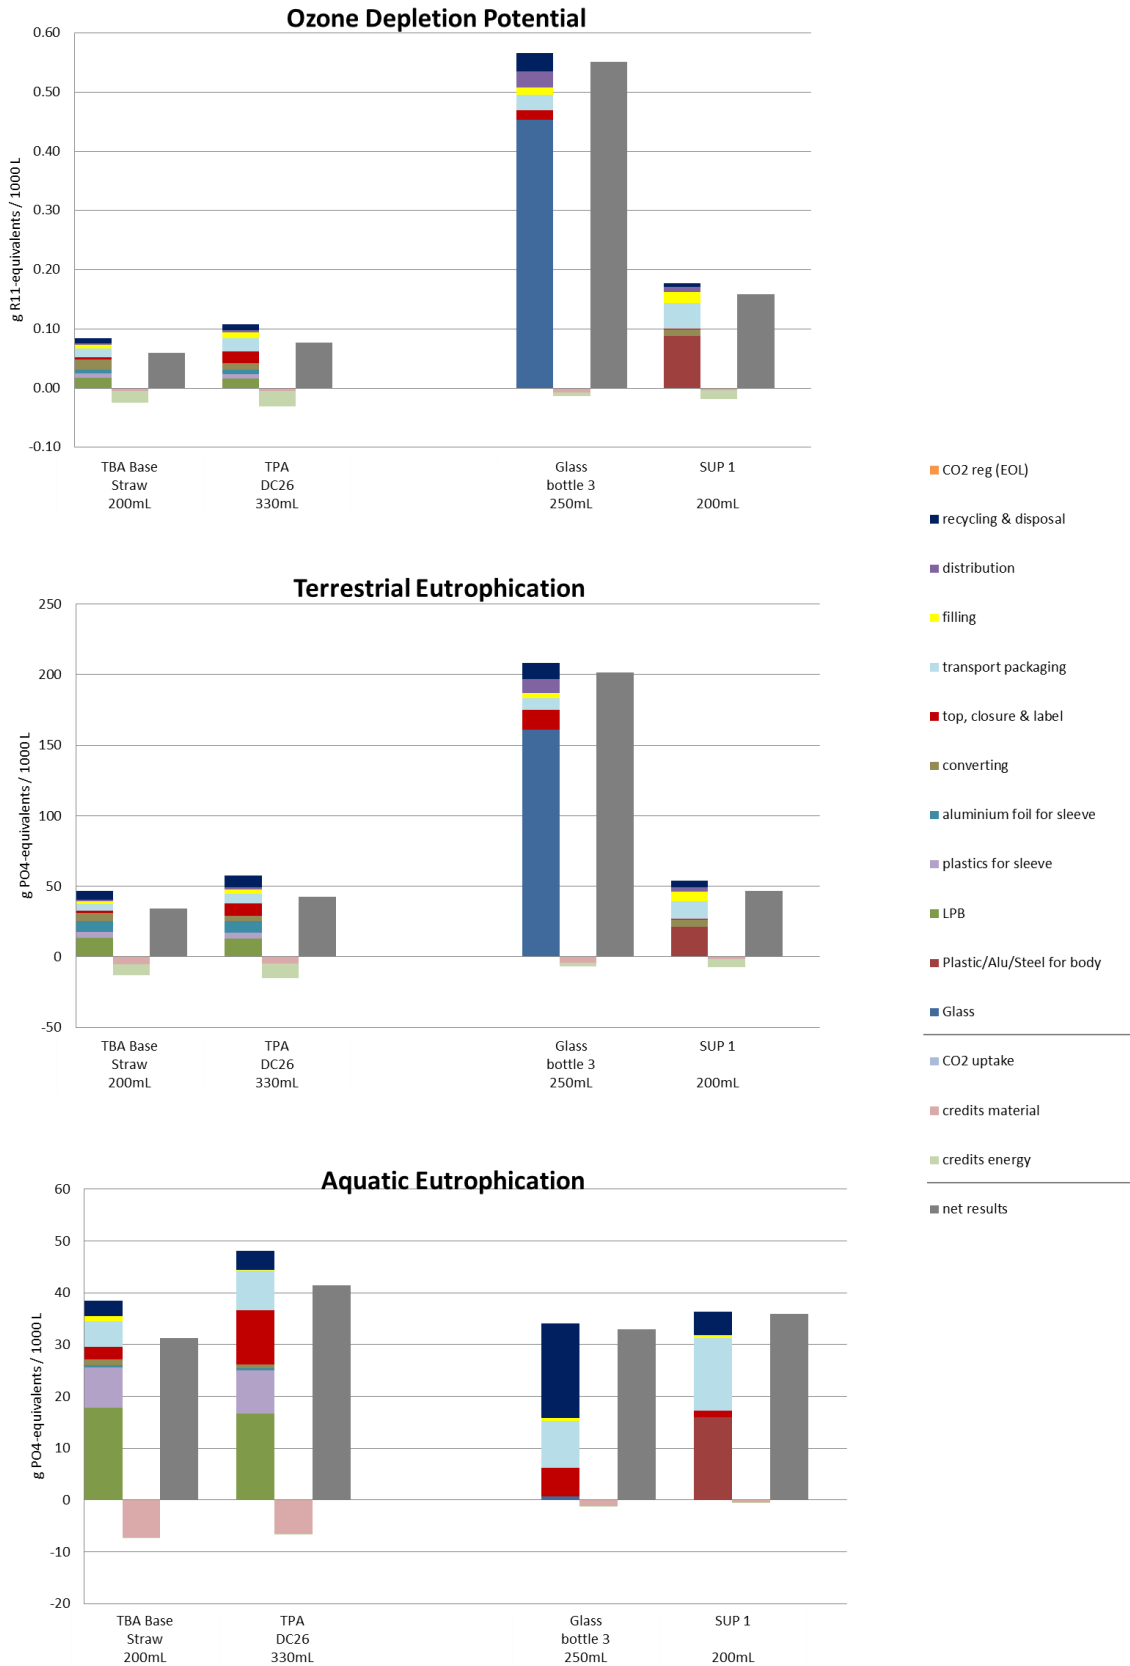 Ozone Depletion Potential
g R11-equivalents / 1000 L
0.60
0.50
0.40
0.30
0.20
0.10
0.00
-0.10
TBA Base
Straw
200mL
TPA
DC26
330mL
Glass
bottle 3
250mL
SUP 1
200mL
Terrestrial Eutrophication
g PO4-equivalents / 1000 L
250
200
150
100
50
0
-50
TBA Base
Straw
200mL
TPA
DC26
330mL
Glass
bottle 3
250mL
SUP 1
200mL
Aquatic Eutrophication
g PO4-equivalents / 1000 L
60
50
40
30
20
10
0
-10
-20
TBA Base
Straw
200mL
TPA
DC26
330mL
Glass
bottle 3
250mL
SUP 1
200mL
CO2 reg (EOL)
recycling & disposal
distribution
filling
transport packaging
top, closure & label
converting
aluminium foil for sleeve
plastics for sleeve
LPB
Plastic/Alu/Steel for body
Glass
CO2 uptake
credits material
credits energy
net results